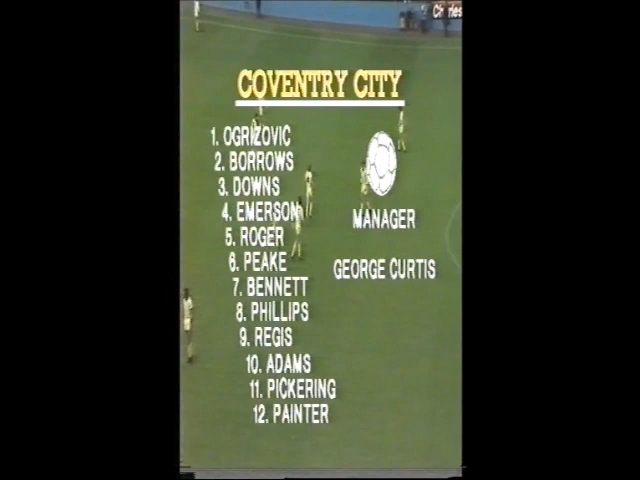 COVENTRY CITY
1. OGRIZOVIC
2. BORROWS
3. DOWNS
4. EMERSON
5. ROGER
6. PEAKE
7. BENNETT
8. PHILLIPS
9. REGIS
10. ADAMS
11. PICKERING
12. PAINTER
MANAGER
GEORGE CURTIS